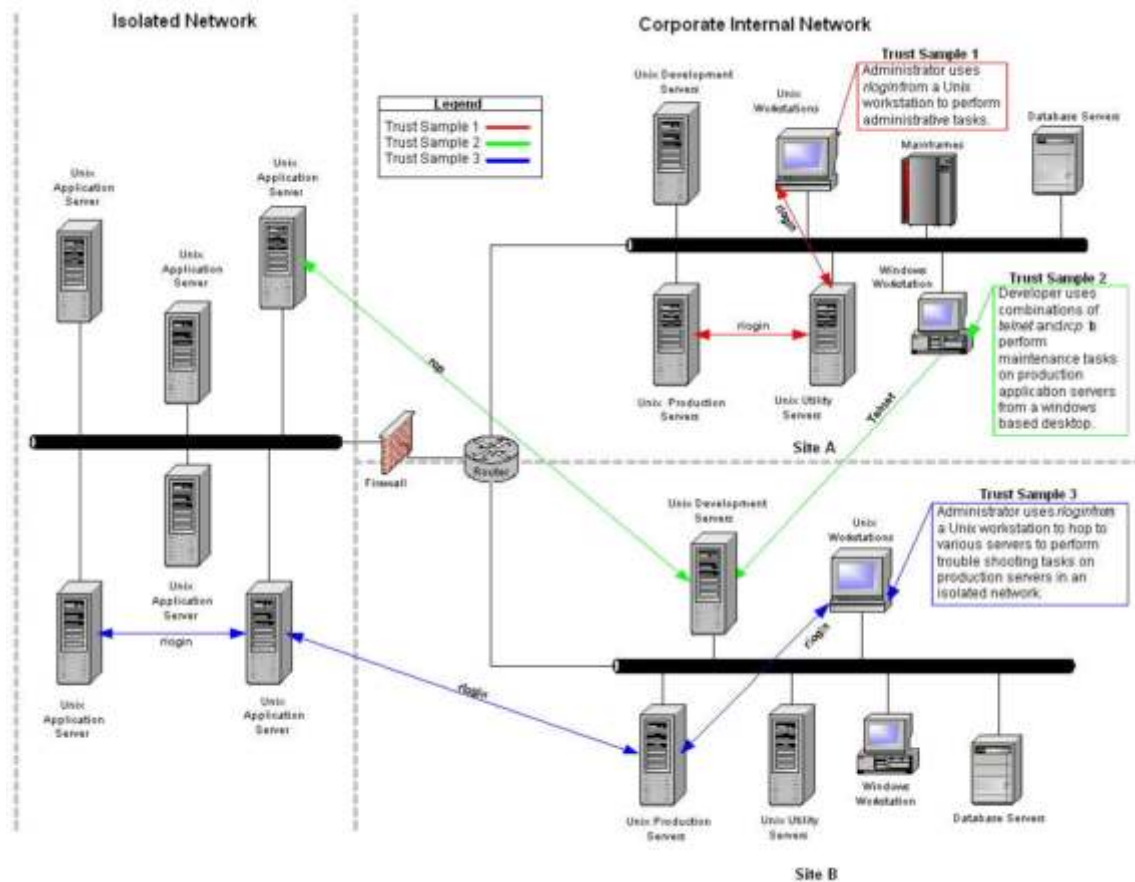 Isolated Network
Corporate Internal Network
Legend
Trust Sample 1
Trust Sample 2
Trust Sample 3
Trust Sample 1
Administrator uses
rlogin from a Unix
workstation to perform
administrative tasks.
Unix Development
Servers
Unix
Workstations
Mainframes
Database Servers
Unix
Application
Server
Unix
Application
Server
Unix
Application
Server
rlogin
Windows
Workstation
Trust Sample 2
Developer uses
combinations of
telnet and rcp to
perform
maintenance tasks
on production
application servers
from a windows
based desktop.
rlogin
rcp
Telnet
Unix Production
Servers
Unix Utility
Servers
Site A
Firewall
Router
Unix
Application
Server
Unix Development
Servers
Unix
Workstations
Trust Sample 3
Administrator uses rlogin from
a Unix workstation to hop to
various servers to perform
trouble shooting tasks on
production servers in an
isolated network.
rlogin
rlogin
rlogin
Unix
Application
Server
Unix
Application
Server
Unix Production
Servers
Unix Utility
Servers
Windows
Workstation
Database Servers
Site B